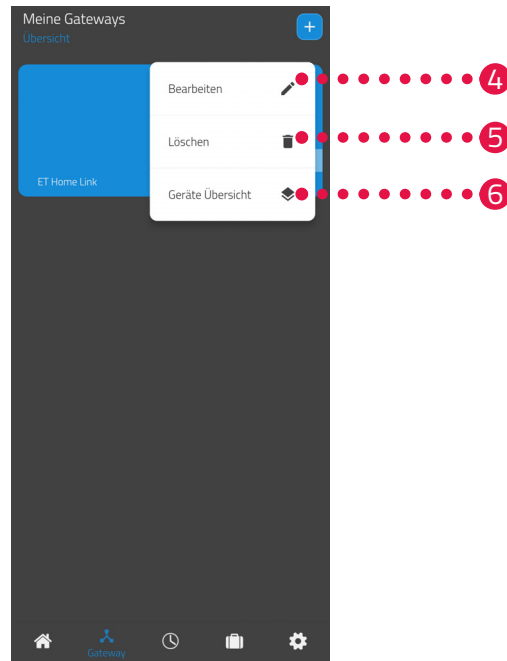 Meine Gateways
Übersicht
Bearbeiten
4
Löschen
5
ET Home Link
Geräte Übersicht
6
Gateway